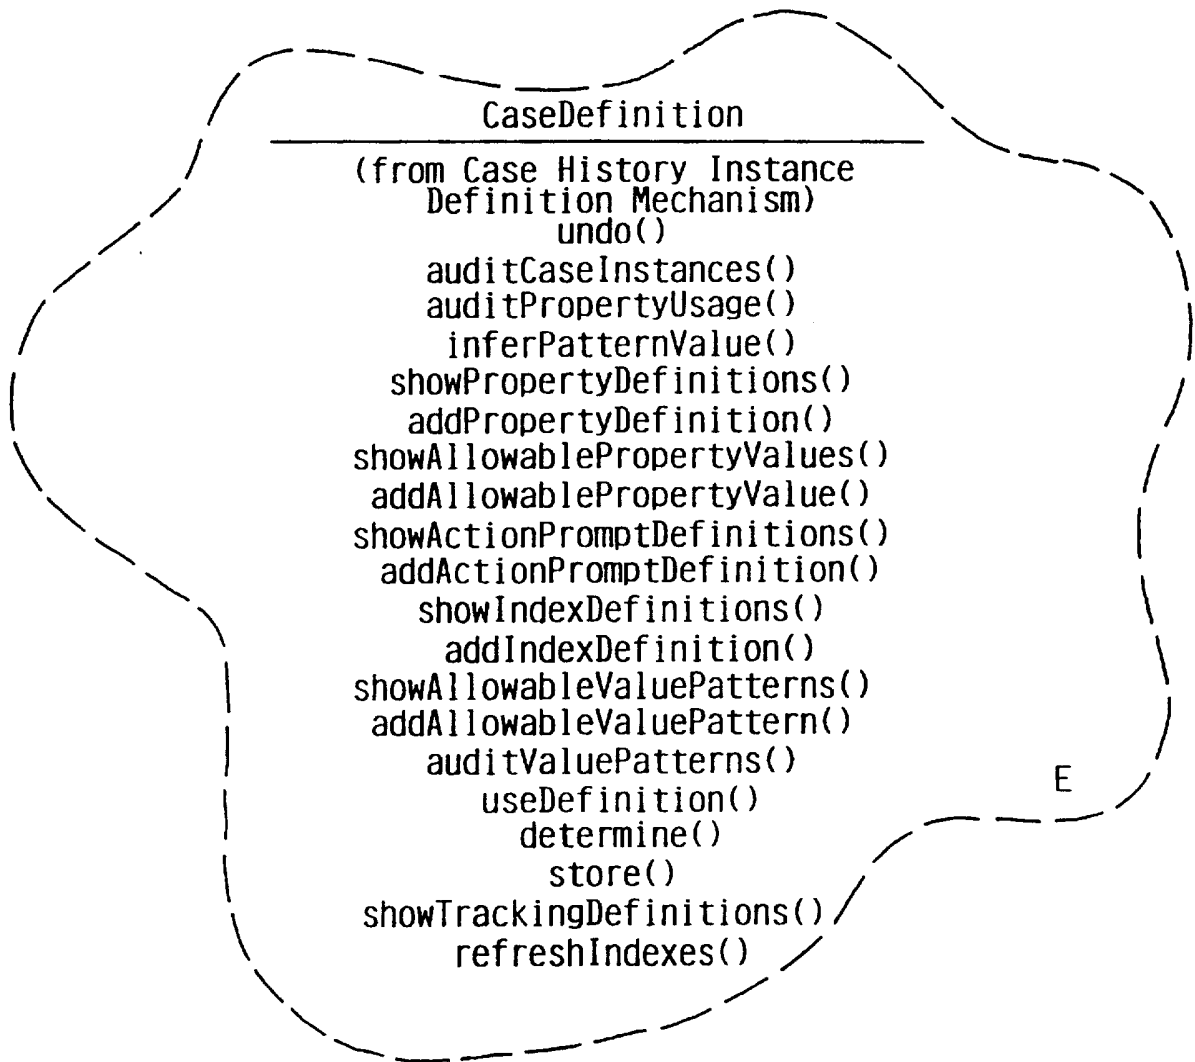 CaseDefinition
(from Case History Instance
Definition Mechanism)
undo()
auditCaseInstances()
auditPropertyUsage()
inferPatternValue()
showPropertyDefinitions()
addPropertyDefinition()
showAllowablePropertyValues()
addAllowablePropertyValue()
showActionPromptDefinitions()
addActionPromptDefinition()
showIndexDefinitions()
addIndexDefinition()
showAllowableValuePatterns()
addAllowableValuePattern()
auditValuePatterns()
E
useDefinition()
determine()
store()
showTrackingDefinitions()
refreshIndexes()